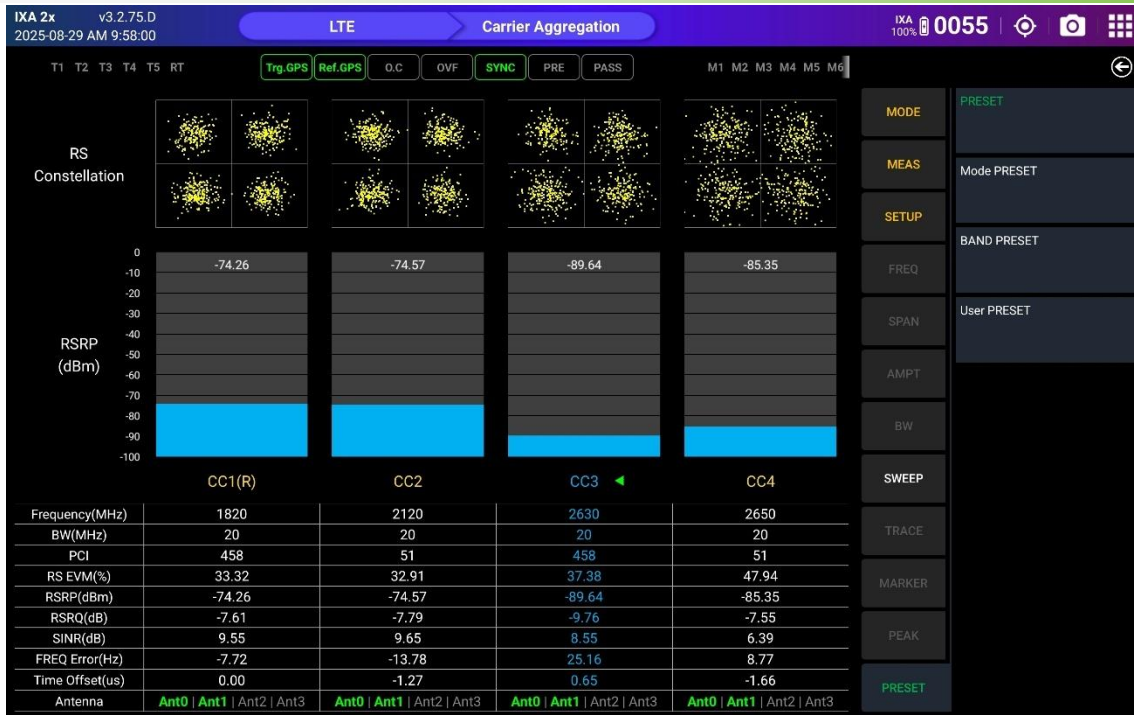 IXA 2x v3.2.75.D
2025-08-29 AM 9:58:00
LTE Carrier Aggregation
IXA 100% 0055
T1 T2 T3 T4 T5 RT
Trg.GPS Ref.GPS O.C OVF SYNC PRE PASS
M1 M2 M3 M4 M5 M6
RS
Constellation
RSRP
(dBm)
0
-10
-20
-30
-40
-50
-60
-70
-80
-90
-100
-74.26 -74.57 -89.64 -85.35
CC1(R) CC2 CC3 CC4
Frequency(MHz) 1820 2120 2630 2650
BW(MHz) 20 20 20 20
PCI 458 51 458 51
RS EVM(%) 33.32 32.91 37.38 47.94
RSRP(dBm) -74.26 -74.57 -89.64 -85.35
RSRQ(dB) -7.61 -7.79 -9.76 -7.55
SINR(dB) 9.55 9.65 8.55 6.39
FREQ Error(Hz) -7.72 -13.78 25.16 8.77
Time Offset(us) 0.00 -1.27 0.65 -1.66
Antenna Ant0 | Ant1 | Ant2 | Ant3 Ant0 | Ant1 | Ant2 | Ant3 Ant0 | Ant1 | Ant2 | Ant3 Ant0 | Ant1 | Ant2 | Ant3
MODE
MEAS
SETUP
FREQ
SPAN
AMPT
BW
SWEEP
TRACE
MARKER
PEAK
PRESET
PRESET
Mode PRESET
BAND PRESET
User PRESET